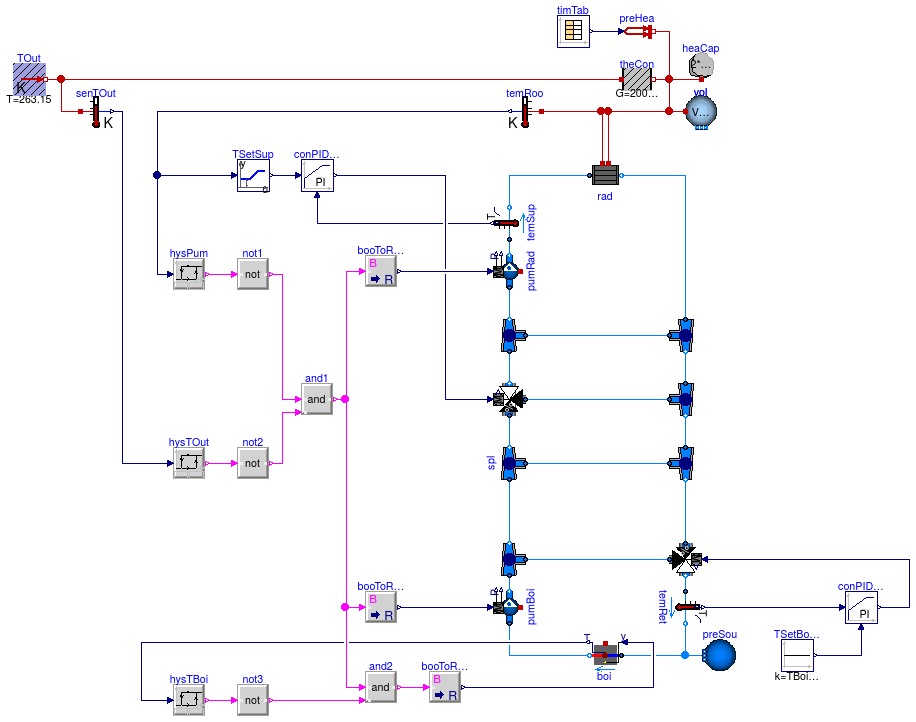 timTab
preHea
TOut
K
T=263.15
senTOut
K
temRoo
K
theCon
G=200...
heaCap
2*...
vol
V...
TSetSup
y
u
conPID...
PI
rad
T
temSup
hysPum
not1
not
booToR...
B
R
pumRad
and1
and
hysTOut
not2
not
spl
booToR...
B
R
pumBoi
temRet
T
conPID...
PI
TSetBo...
k=TBoi...
preSou
T
y
boi
hysTBoi
not3
not
and2
and
booToR...
B
R